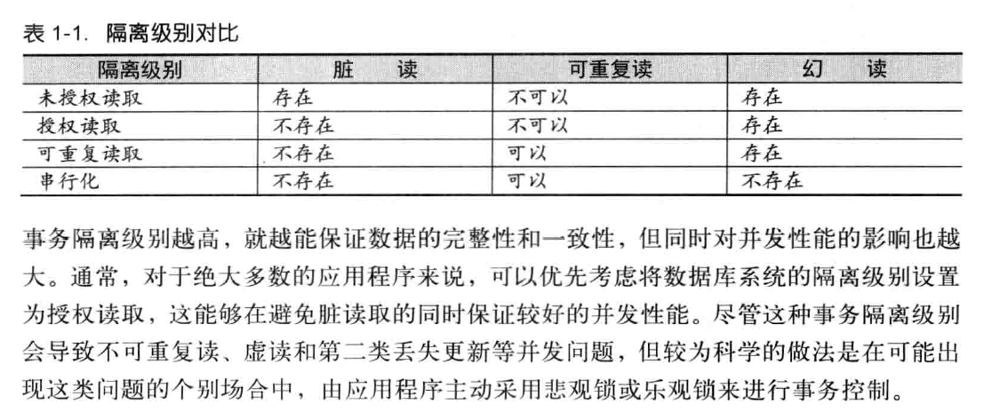 表 1-1. 隔离级别对比
隔离级别 脏 读 可重复读 幻 读
未授权读取 存在 不可以 存在
授权读取 不存在 不可以 存在
可重复读取 不存在 可以 存在
串行化 不存在 可以 不存在
事务隔离级别越高，就越能保证数据的完整性和一致性，但同时对并发性能的影响也越
大。通常，对于绝大多数的应用程序来说，可以优先考虑将数据库系统的隔离级别设置
为授权读取，这能够在避免脏读取的同时保证较好的并发性能。尽管这种事务隔离级别
会导致不可重复读、虚读和第二类丢失更新等并发问题，但较为科学的做法是在可能出
现这类问题的个别场合中，由应用程序主动采用悲观锁或乐观锁来进行事务控制。